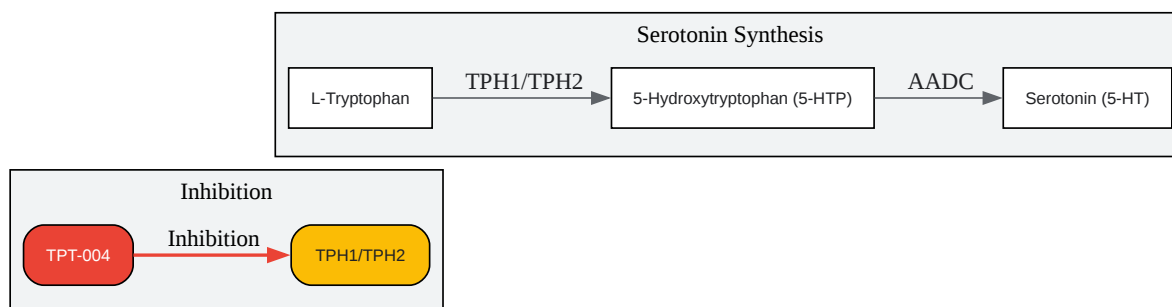 Serotonin Synthesis
L-Tryptophan
TPH1/TPH2
5-Hydroxytryptophan (5-HTP)
AADC
Serotonin (5-HT)
Inhibition
TPT-004
Inhibition
TPH1/TPH2